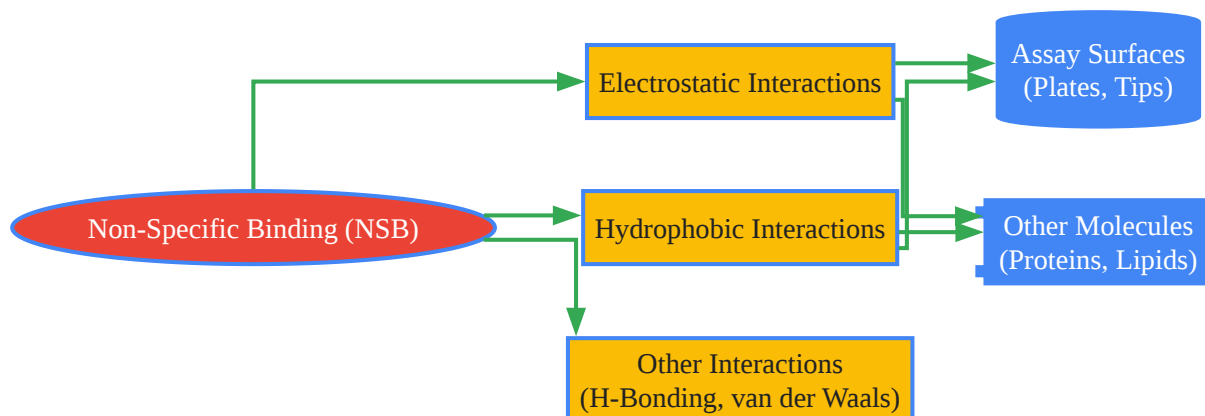 Electrostatic Interactions
Assay Surfaces
(Plates, Tips)
Non-Specific Binding (NSB)
Hydrophobic Interactions
Other Molecules
(Proteins, Lipids)
Other Interactions
(H-Bonding, van der Waals)